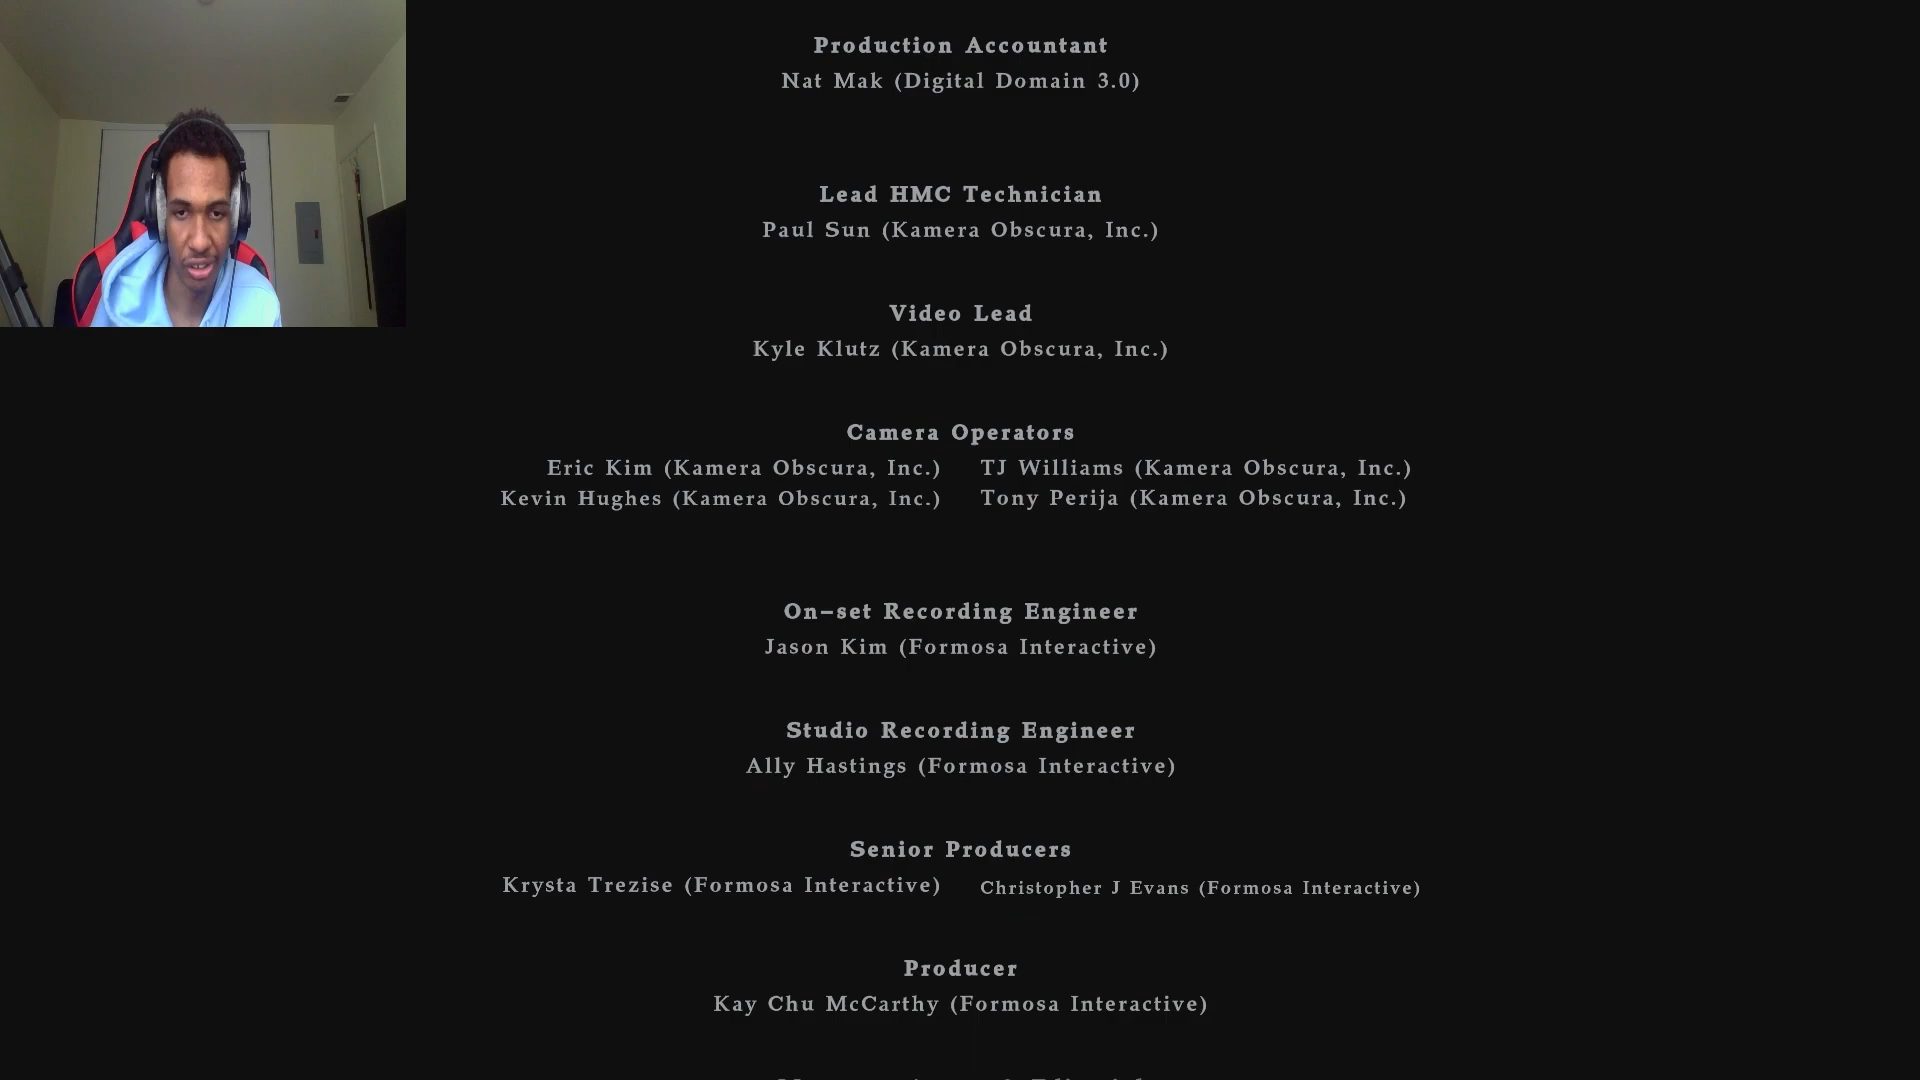 Production Accountant
Nat Mak (Digital Domain 3.0)
Lead HMC Technician
Paul Sun (Kamera Obscura, Inc.)
Video Lead
Kyle Klutz (Kamera Obscura, Inc.)
Camera Operators
Eric Kim (Kamera Obscura, Inc.) TJ Williams (Kamera Obscura, Inc.)
Kevin Hughes (Kamera Obscura, Inc.) Tony Perija (Kamera Obscura, Inc.)
On-set Recording Engineer
Jason Kim (Formosa Interactive)
Studio Recording Engineer
Ally Hastings (Formosa Interactive)
Senior Producers
Krysta Trezise (Formosa Interactive) Christopher J Evans (Formosa Interactive)
Producer
Kay Chu McCarthy (Formosa Interactive)